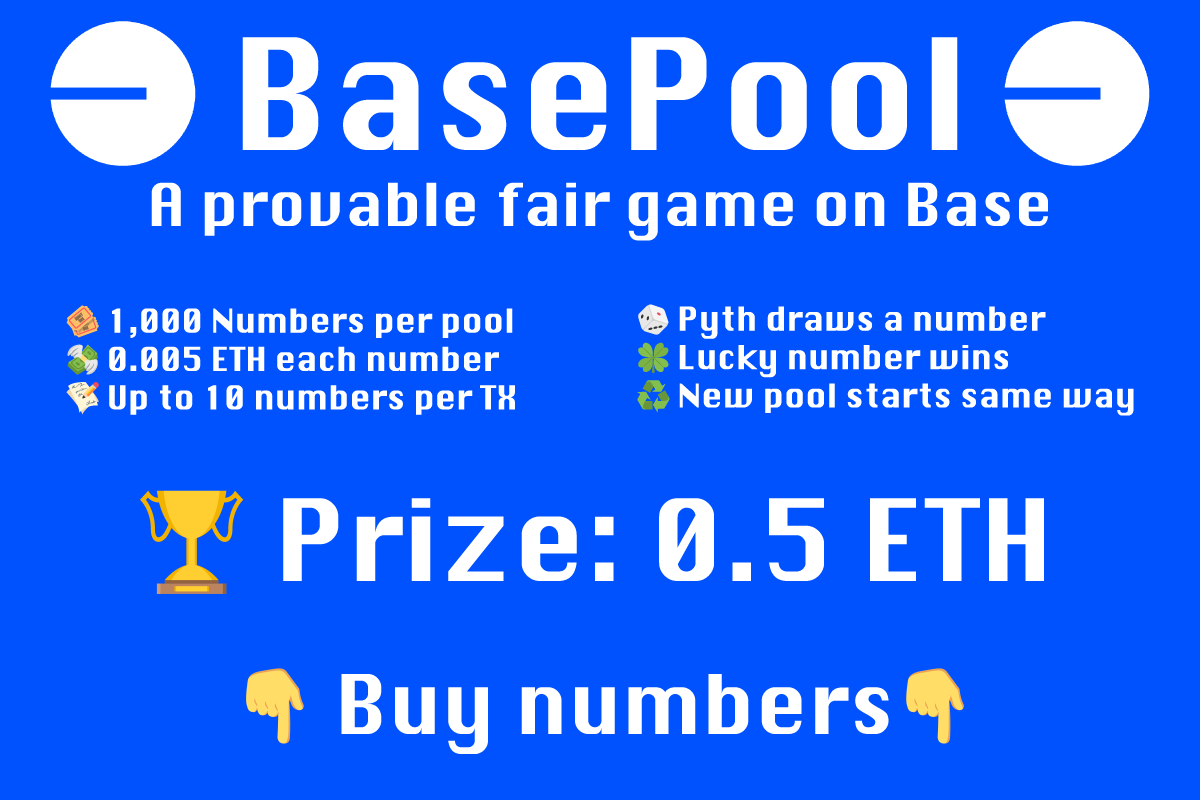 BasePool
A provable fair game on Base
1,000 Numbers per pool
0.005 ETH each number
Up to 10 numbers per TX
Pyth draws a number
Lucky number wins
New pool starts same way
Prize: 0.5 ETH
Buy numbers